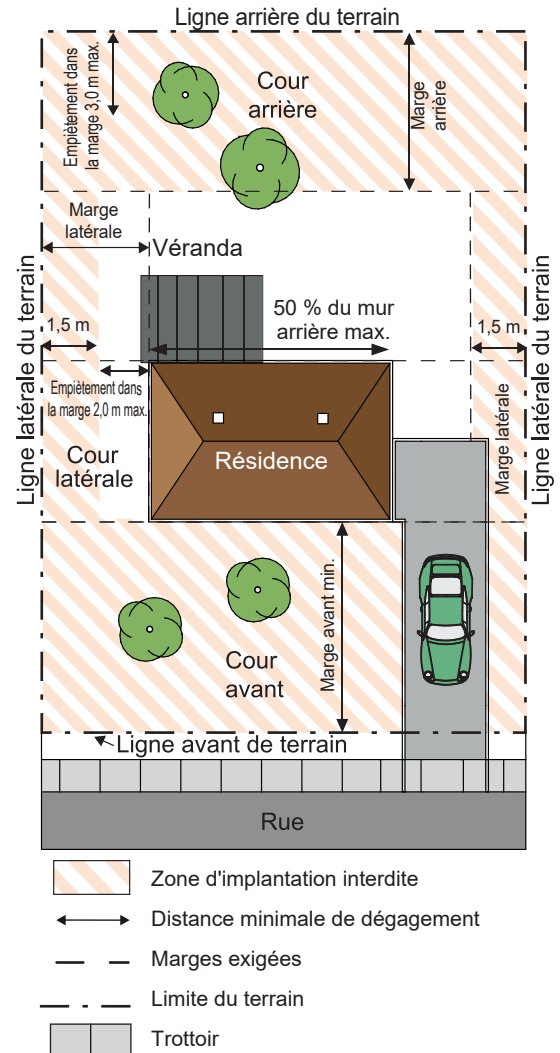 Ligne arrière du terrain
Empiètement dans
la marge 3,0 m max.
Cour
arrière
Marge
arrière
Marge
latérale
Véranda
Ligne latérale du terrain
1,5 m
50 % du mur
arrière max.
1,5 m
Ligne latérale du terrain
Empiètement dans
la marge 2,0 m max.
Cour
latérale
Résidence
Marge latérale
Marge avant min.
Cour
avant
Ligne avant de terrain
Rue
Zone d'implantation interdite
Distance minimale de dégagement
Marges exigées
Limite du terrain
Trottoir